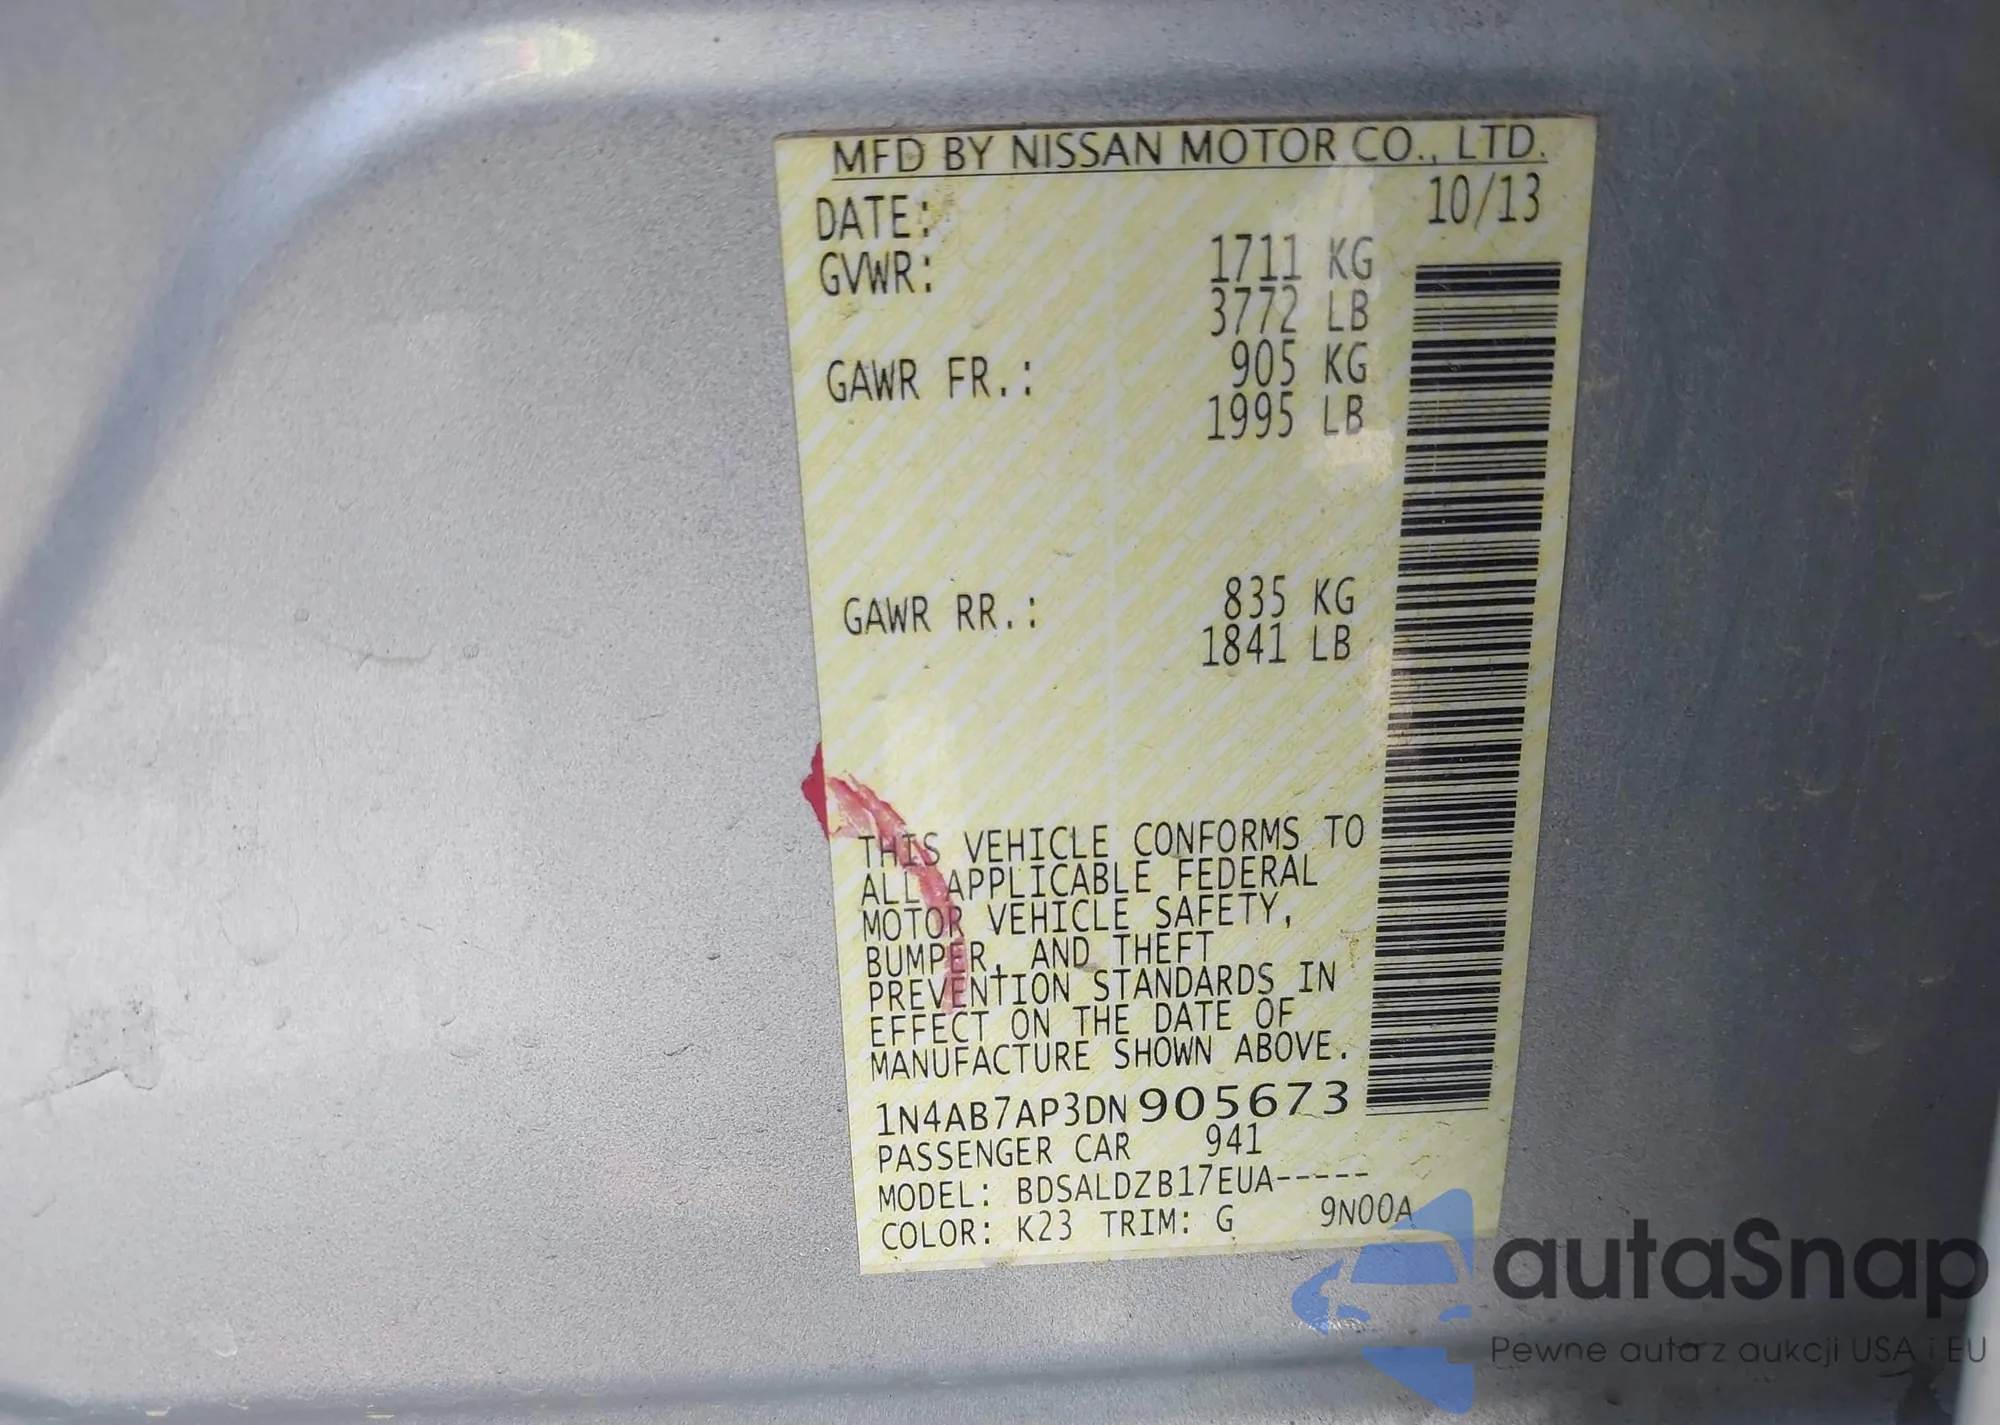 MFD BY NISSAN MOTOR CO., LTD.
DATE: 10/13
GVWR: 1711 KG
3772 LB
GAWR FR.: 905 KG
1995 LB
GAWR RR.: 835 KG
1841 LB
THIS VEHICLE CONFORMS TO
ALL APPLICABLE FEDERAL
MOTOR VEHICLE SAFETY,
BUMPER, AND THEFT
PREVENTION STANDARDS IN
EFFECT ON THE DATE OF
MANUFACTURE SHOWN ABOVE.
1N4AB7AP3DN905673
PASSENGER CAR 941
MODEL: BDSALDZB17EUA-----
COLOR: K23 TRIM: G 9N00A
autaSnap
Pewne auta z aukcji USA i EU